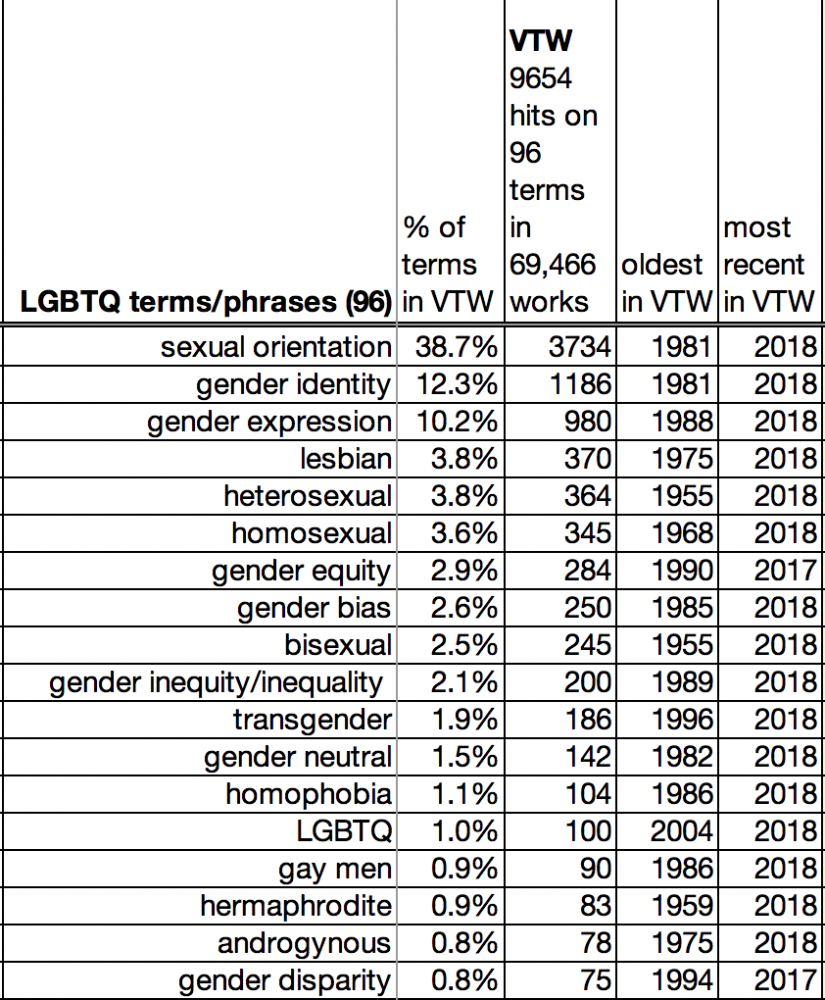 VTW
9654
hits on
96
terms
% of in most
terms 69,466 oldest recent
LGBTQ terms/phrases (96) in VTW works in VTW in VTW
sexual orientation 38.7% 3734 1981 2018
gender identity 12.3% 1186 1981 2018
gender expression 10.2% 980 1988 2018
lesbian 3.8% 370 1975 2018
heterosexual 3.8% 364 1955 2018
homosexual 3.6% 345 1968 2018
gender equity 2.9% 284 1990 2017
gender bias 2.6% 250 1985 2018
bisexual 2.5% 245 1955 2018
gender inequity/inequality 2.1% 200 1989 2018
transgender 1.9% 186 1996 2018
gender neutral 1.5% 142 1982 2018
homophobia 1.1% 104 1986 2018
LGBTQ 1.0% 100 2004 2018
gay men 0.9% 90 1986 2018
hermaphrodite 0.9% 83 1959 2018
androgynous 0.8% 78 1975 2018
gender disparity 0.8% 75 1994 2017